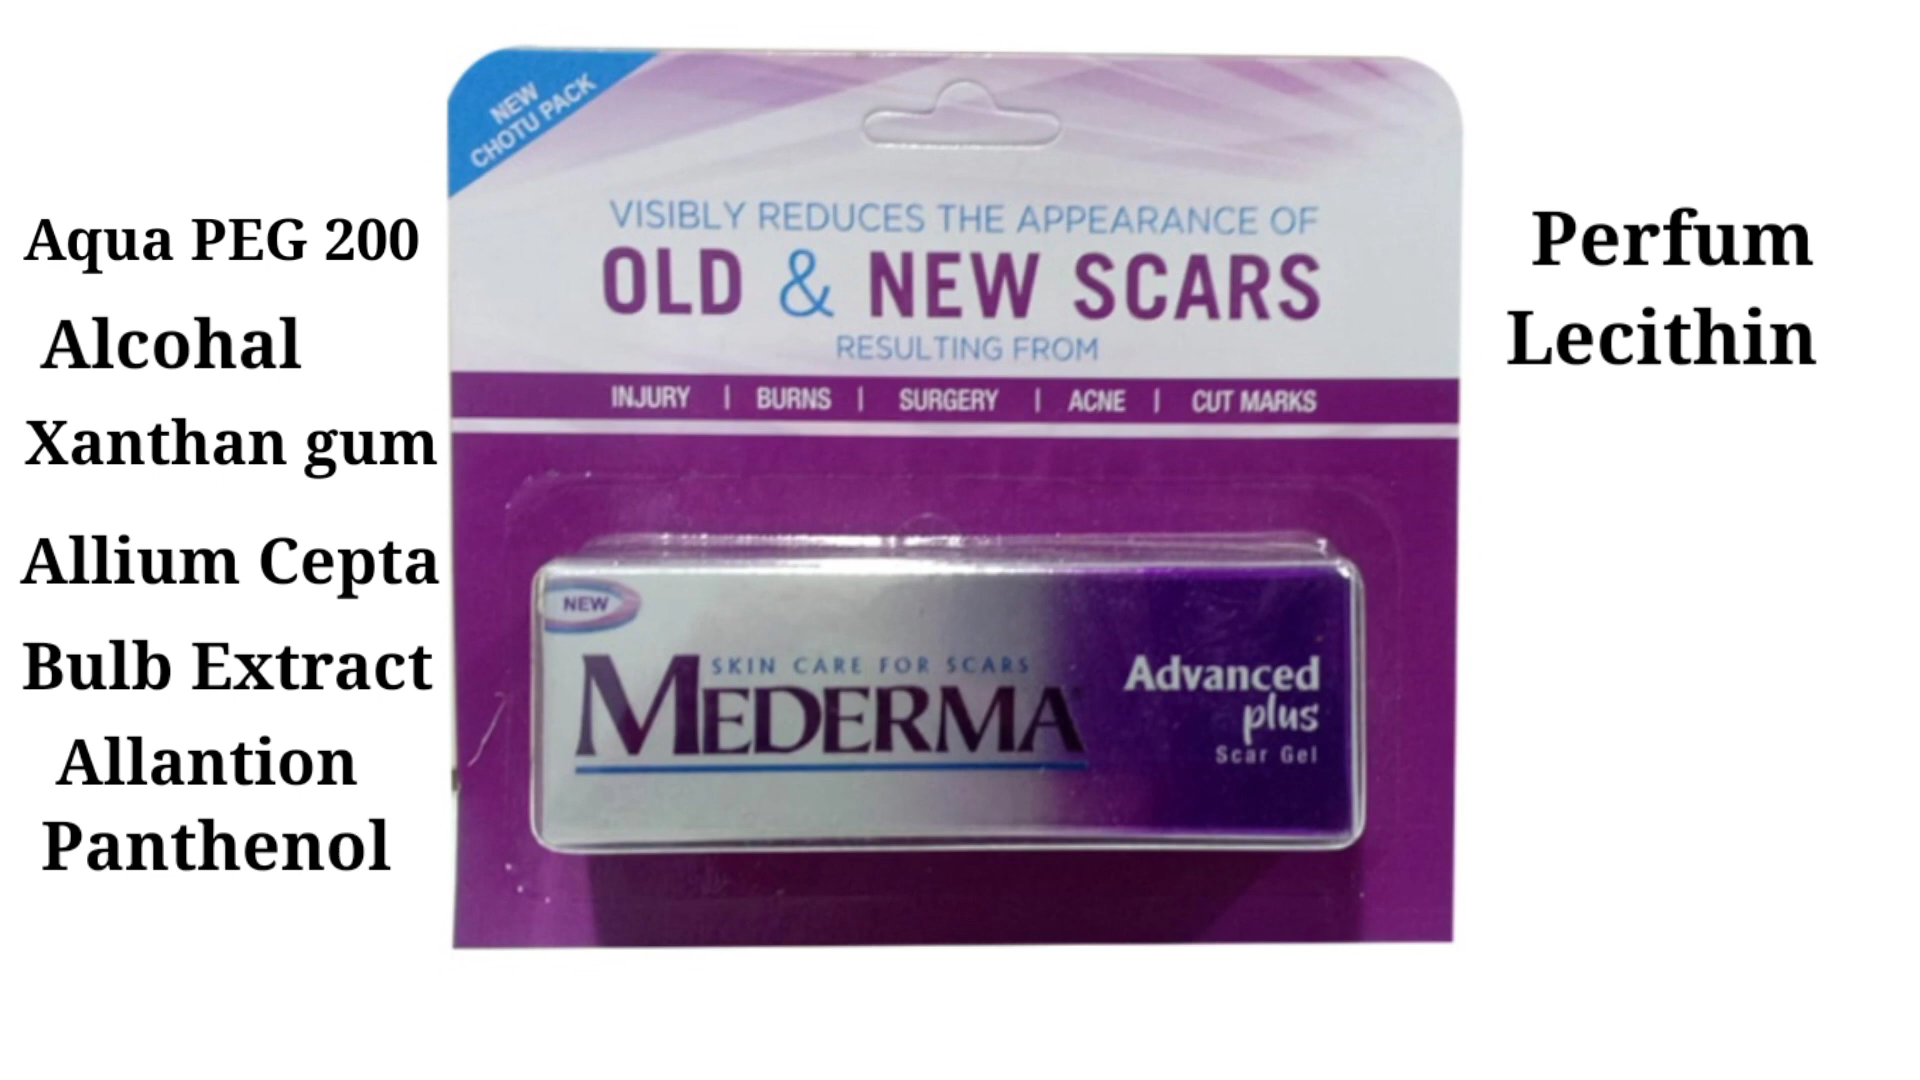 NEW
CHOTU PACK
VISIBLY REDUCES THE APPEARANCE OF
OLD & NEW SCARS
RESULTING FROM
INJURY | BURNS | SURGERY | ACNE | CUT MARKS
NEW
SKIN CARE FOR SCARS
MEDERMA
Advanced
plus
Scar Gel
Aqua PEG 200
Alcohal
Xanthan gum
Allium Cepta
Bulb Extract
Allantion
Panthenol
Perfum
Lecithin